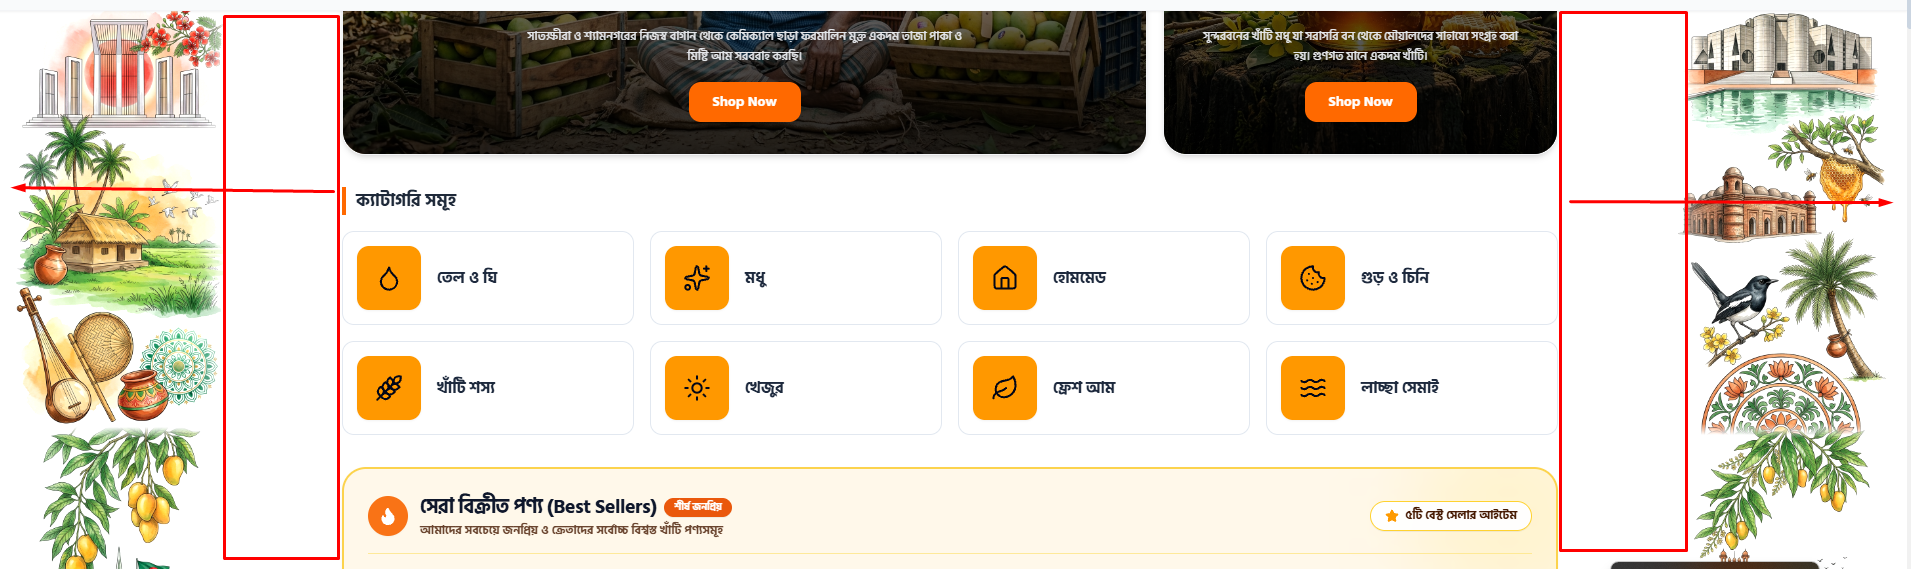 সাতক্ষীরা ও শ্যামনগরের নিজস্ব বাগান থেকে কেমিক্যাল ছাড়া ফরমালিন মুক্ত একদম তাজা পাকা ও
মিষ্টি আম সরবরাহ করছি।
Shop Now
সুন্দরবনের খাঁটি মধু যা সরাসরি বন থেকে মৌয়ালদের সাহায্যে সংগ্রহ করা
হয়। গুণগত মানে একদম খাঁটি।
Shop Now
ক্যাটাগরি সমূহ
তেল ও ঘি
মধু
হোমমেড
গুড় ও চিনি
খাঁটি শস্য
খেজুর
ফ্রেশ আম
লাচ্ছা সেমাই
সেরা বিক্রীত পণ্য (Best Sellers)
শীর্ষ জনপ্রিয়
আমাদের সবচেয়ে জনপ্রিয় ও ক্রেতাদের সর্বোচ্চ বিশ্বস্ত খাঁটি পণ্যসমূহ
৫টি বেস্ট সেলার আইটেম